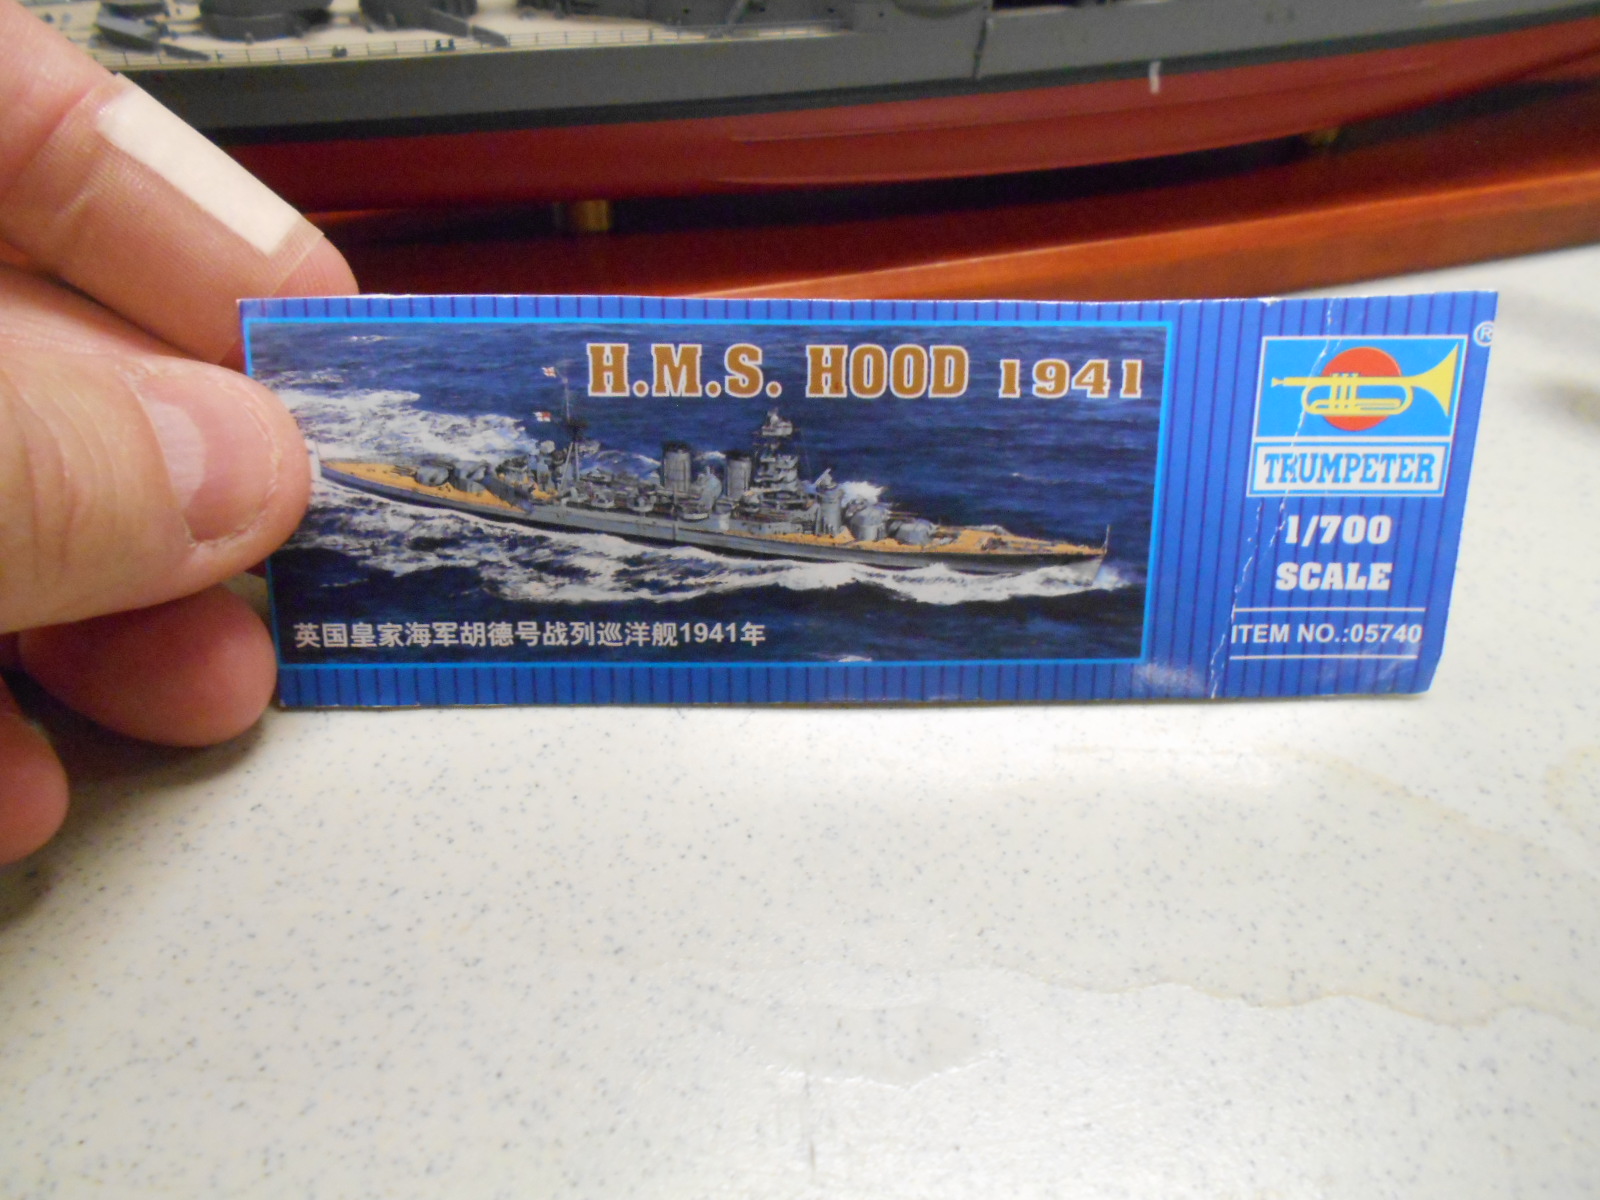 H.M.S. HOOD 1941
英国皇家海军胡德号战列巡洋舰1941年
®
TRUMPETER
1/700
SCALE
ITEM NO.:05740